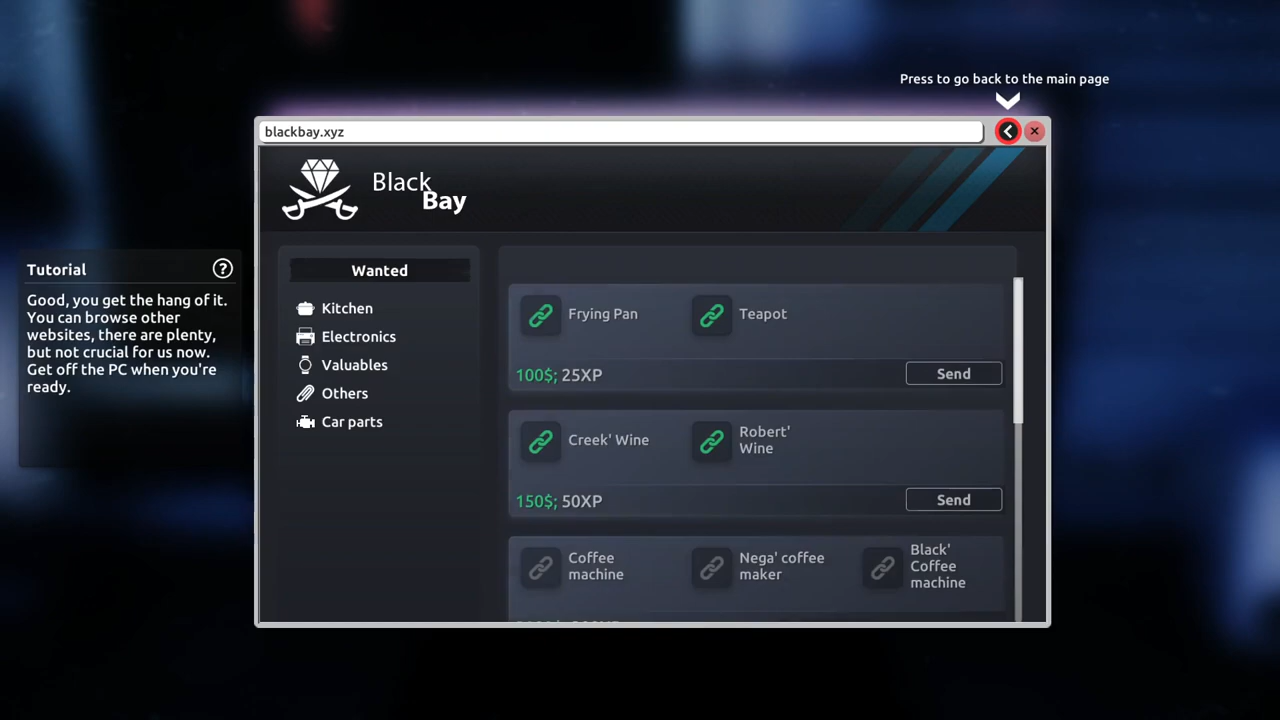 Press to go back to the main page
blackbay.xyz
Black
Bay
Tutorial
?
Good, you get the hang of it.
You can browse other
websites, there are plenty,
but not crucial for us now.
Get off the PC when you're
ready.
Wanted
Kitchen
Electronics
Valuables
Others
Car parts
Frying Pan
Teapot
100$; 25XP
Send
Creek' Wine
Robert'
Wine
150$; 50XP
Send
Coffee
machine
Nega' coffee
maker
Black'
Coffee
machine